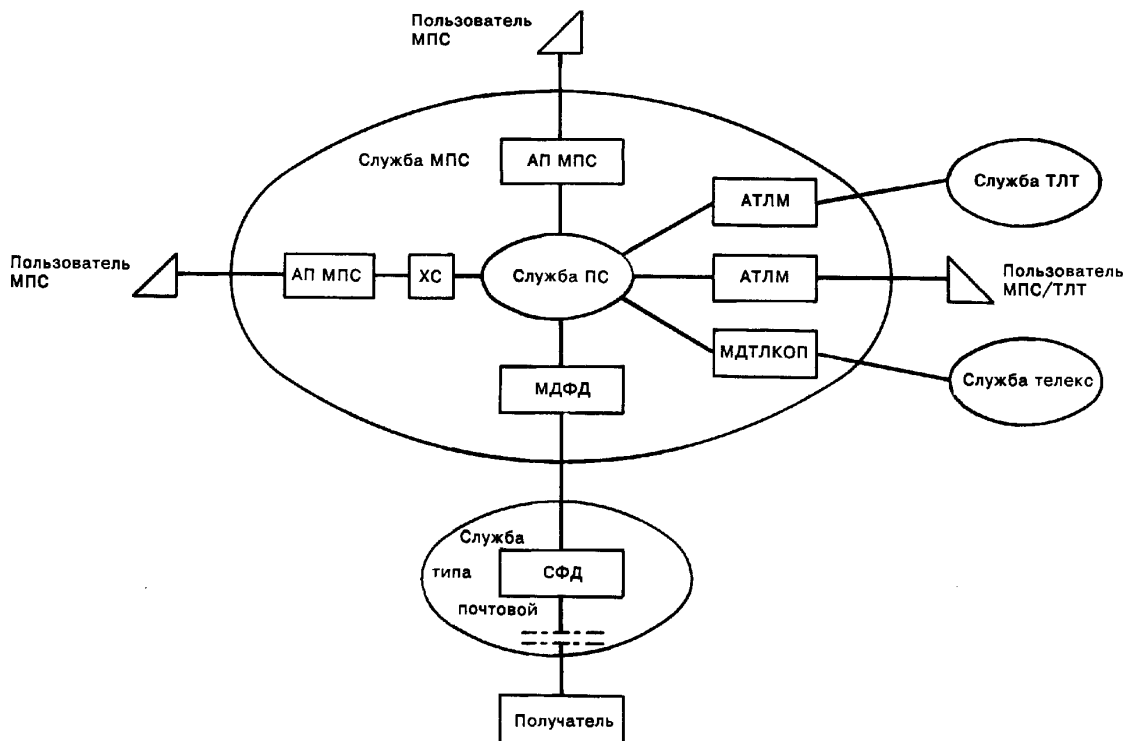 Пользователь
МПС
Служба МПС
АП МПС
АТЛМ
Служба ТЛТ
Пользователь
МПС
АП МПС
ХС
Служба ПС
АТЛМ
Пользователь
МПС/ТЛТ
МДТЛКОП
Служба телекс
МДФД
Служба
типа
СФД
почтовой
Получатель